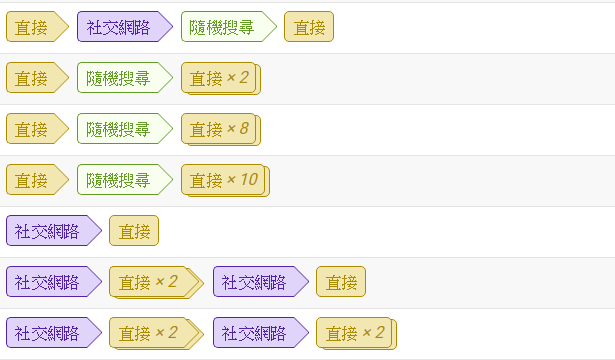 直接 社交網路 隨機搜尋 直接
直接 隨機搜尋 直接 × 2
直接 隨機搜尋 直接 × 8
直接 隨機搜尋 直接 × 10
社交網路 直接
社交網路 直接 × 2 社交網路 直接
社交網路 直接 × 2 社交網路 直接 × 2